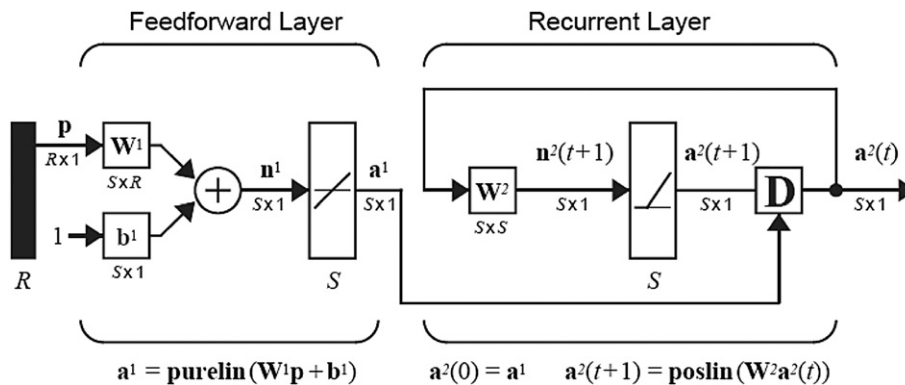 Feedforward Layer
Recurrent Layer
p
R x 1
W¹
S x R
1
b¹
S x 1
R
n¹
S x 1
S
a¹
S x 1
W²
S x S
n²(t+1)
S x 1
S
a²(t+1)
S x 1
D
a²(t)
S x 1
a¹ = purelin (W¹p + b¹)
a²(0) = a¹
a²(t+1) = poslin (W²a²(t))